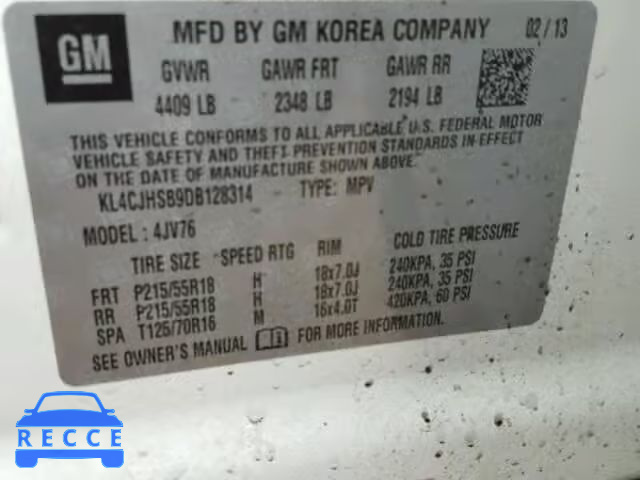 GM
MFD BY GM KOREA COMPANY 02/13
GVWR GAWR FRT GAWR RR
4409 LB 2348 LB 2194 LB
THIS VEHICLE CONFORMS TO ALL APPLICABLE U.S. FEDERAL MOTOR
VEHICLE SAFETY AND THEFT PREVENTION STANDARDS IN EFFECT
ON THE DATE OF MANUFACTURE SHOWN ABOVE.
KL4CJHSB9DB128314 TYPE: MPV
MODEL: 4JV76
TIRE SIZE SPEED RTG RIM COLD TIRE PRESSURE
FRT P215/55R18 H 18x7.0J 240KPA, 35 PSI
RR P215/55R18 H 18x7.0J 240KPA, 35 PSI
SPA T125/70R16 M 16x4.0T 420KPA, 60 PSI
SEE OWNER'S MANUAL FOR MORE INFORMATION.
RECCE